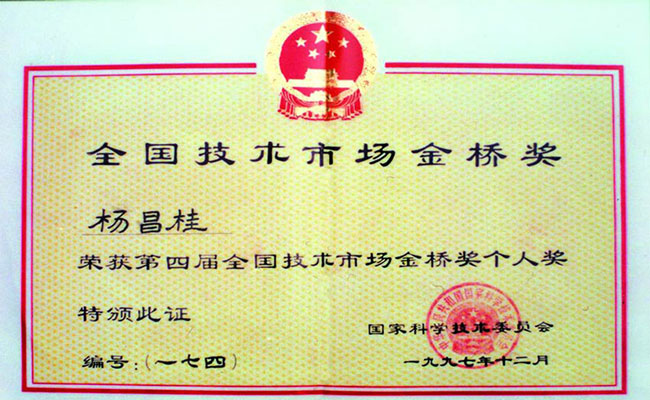 全国技术市场金桥奖
杨昌桂
荣获第四届全国技术市场金桥奖个人奖
特颁此证
国家科学技术委员会
编号：(一七四)
一九九七年十二月